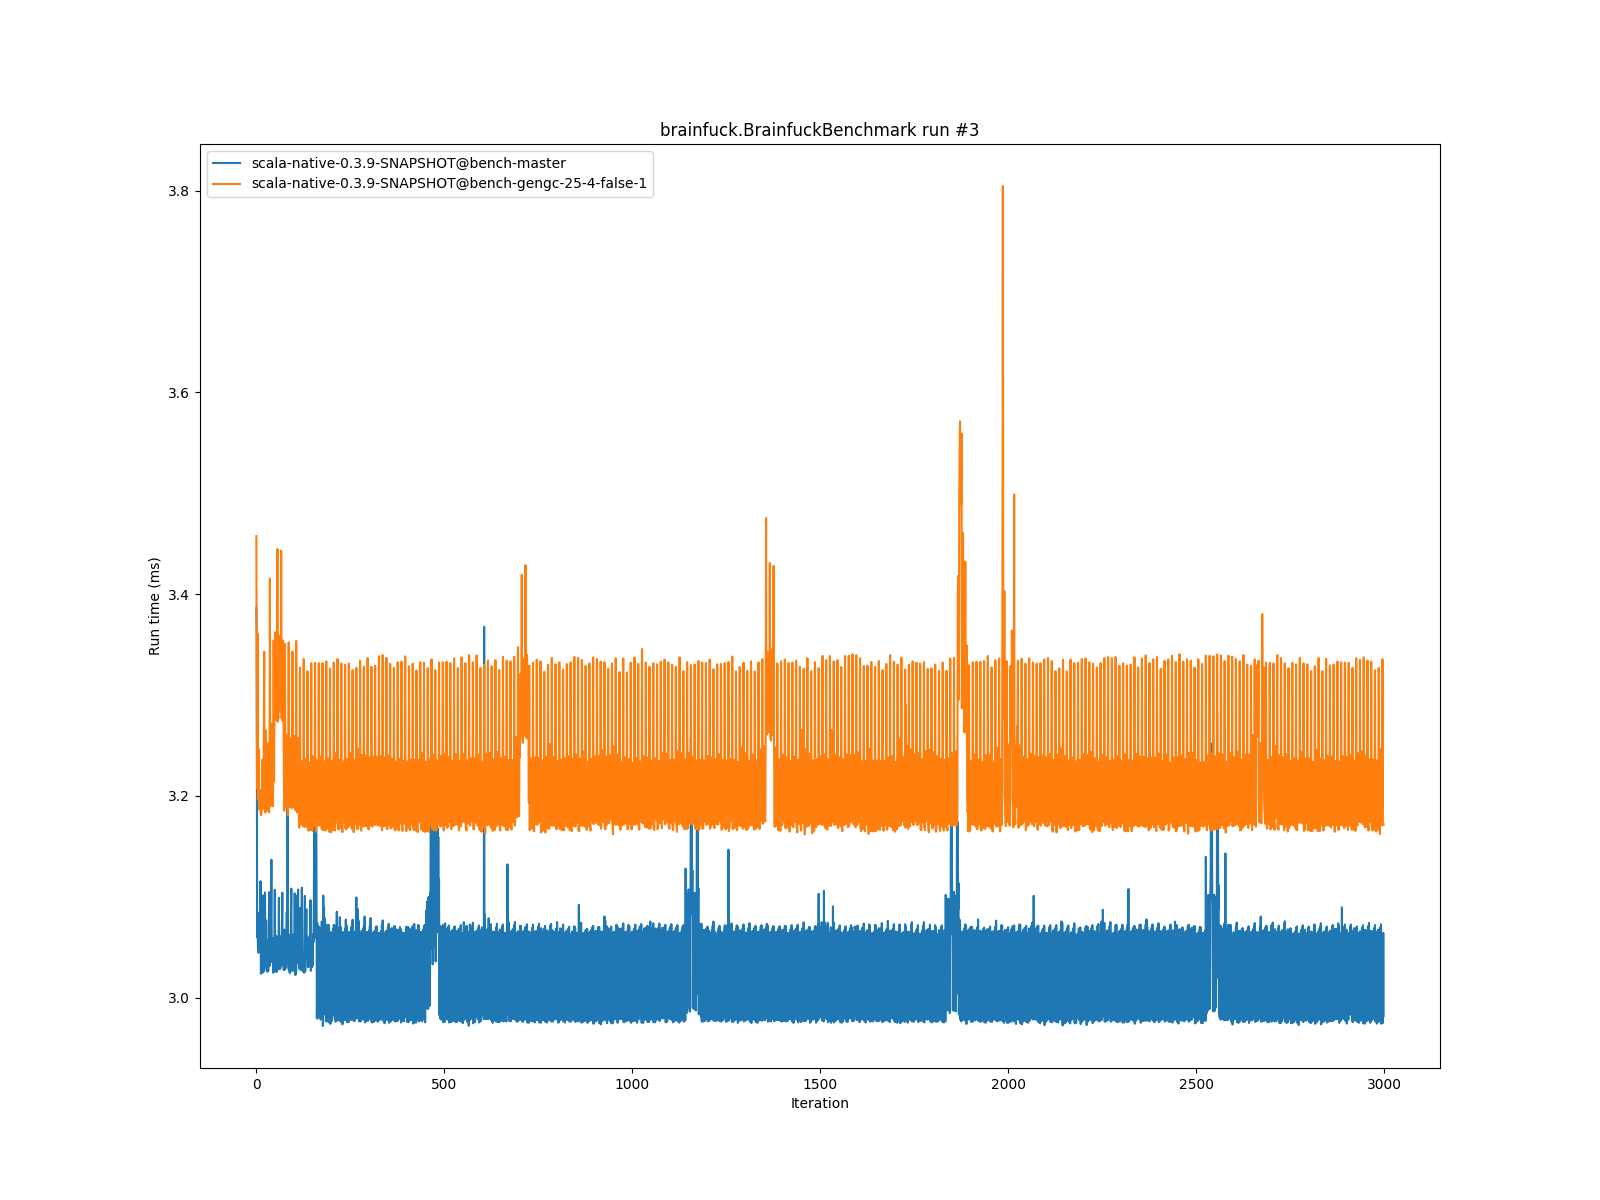 brainfuck.BrainfuckBenchmark run #3
scala-native-0.3.9-SNAPSHOT@bench-master
scala-native-0.3.9-SNAPSHOT@bench-gengc-25-4-false-1
3.8
3.6
3.4
3.2
3.0
Run time (ms)
0
500
1000
1500
2000
2500
3000
Iteration